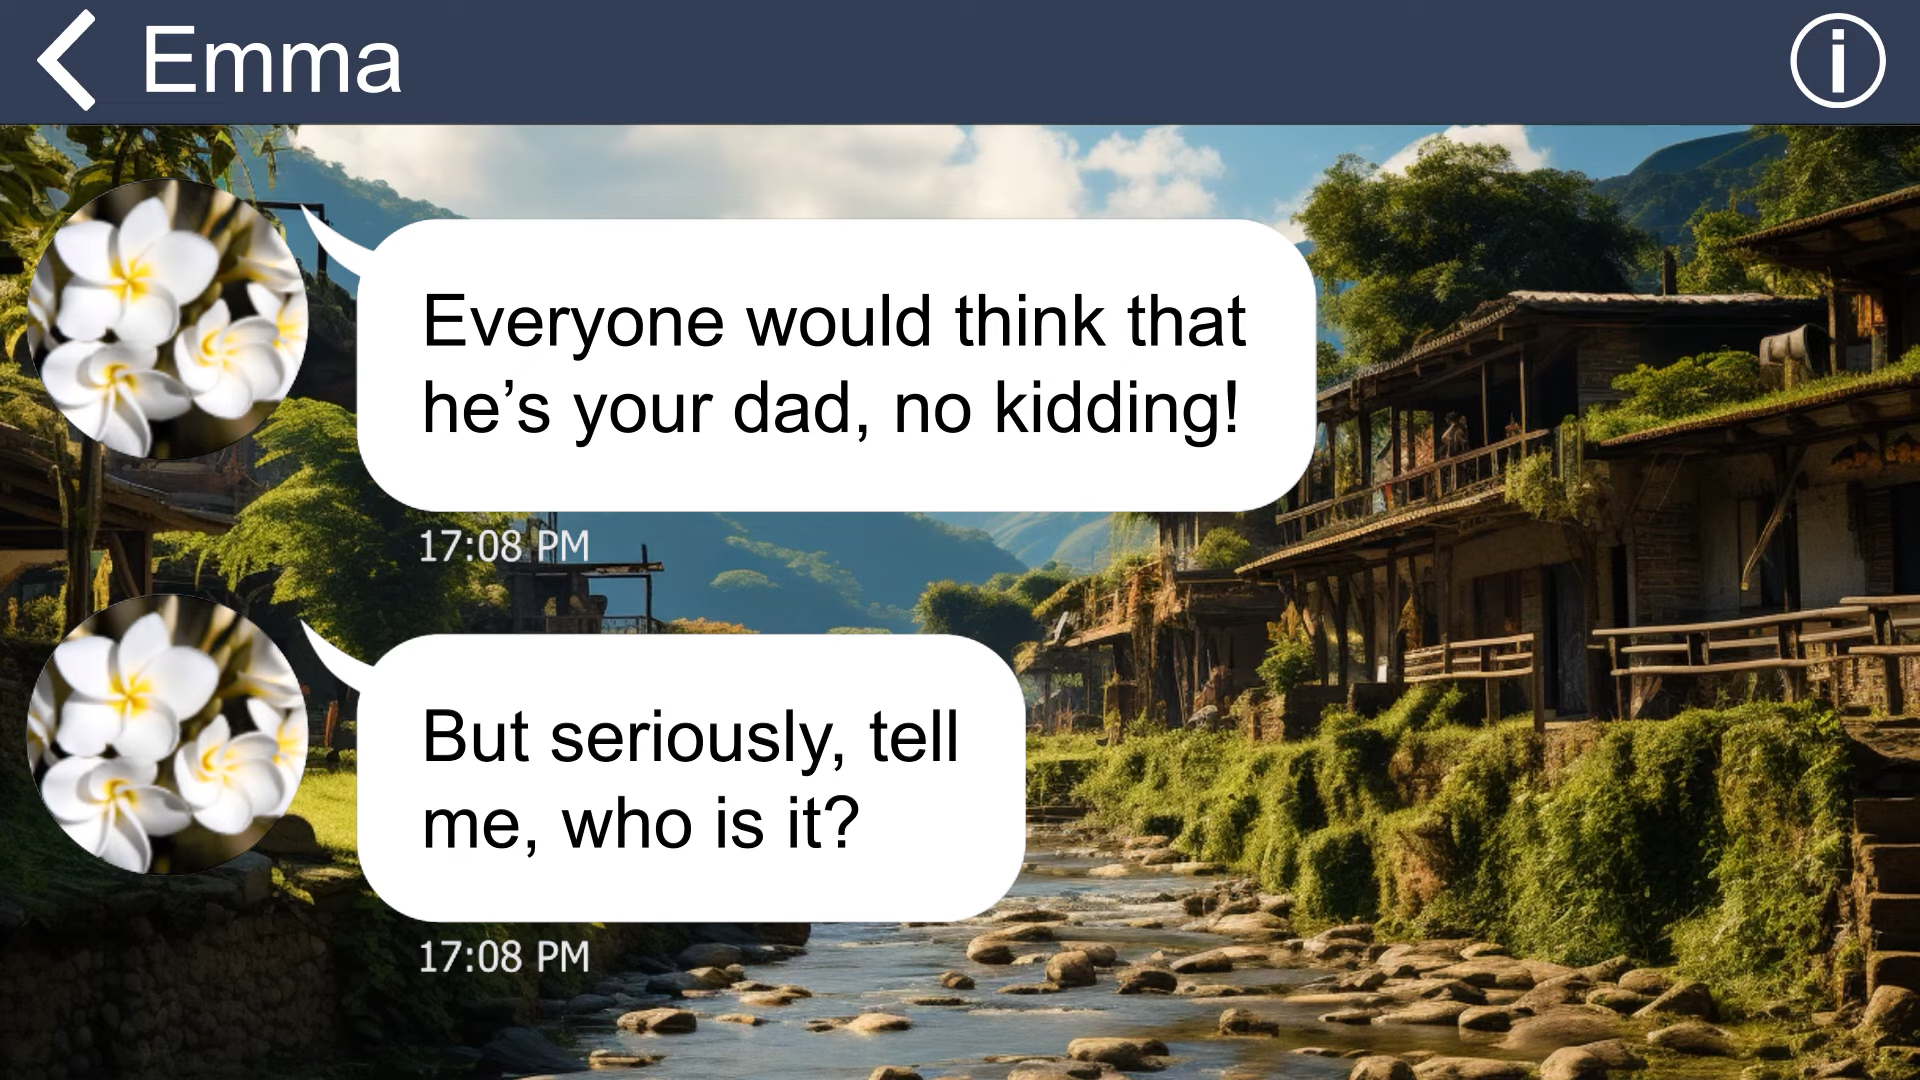 Emma
Everyone would think that
he’s your dad, no kidding!
17:08 PM
But seriously, tell
me, who is it?
17:08 PM